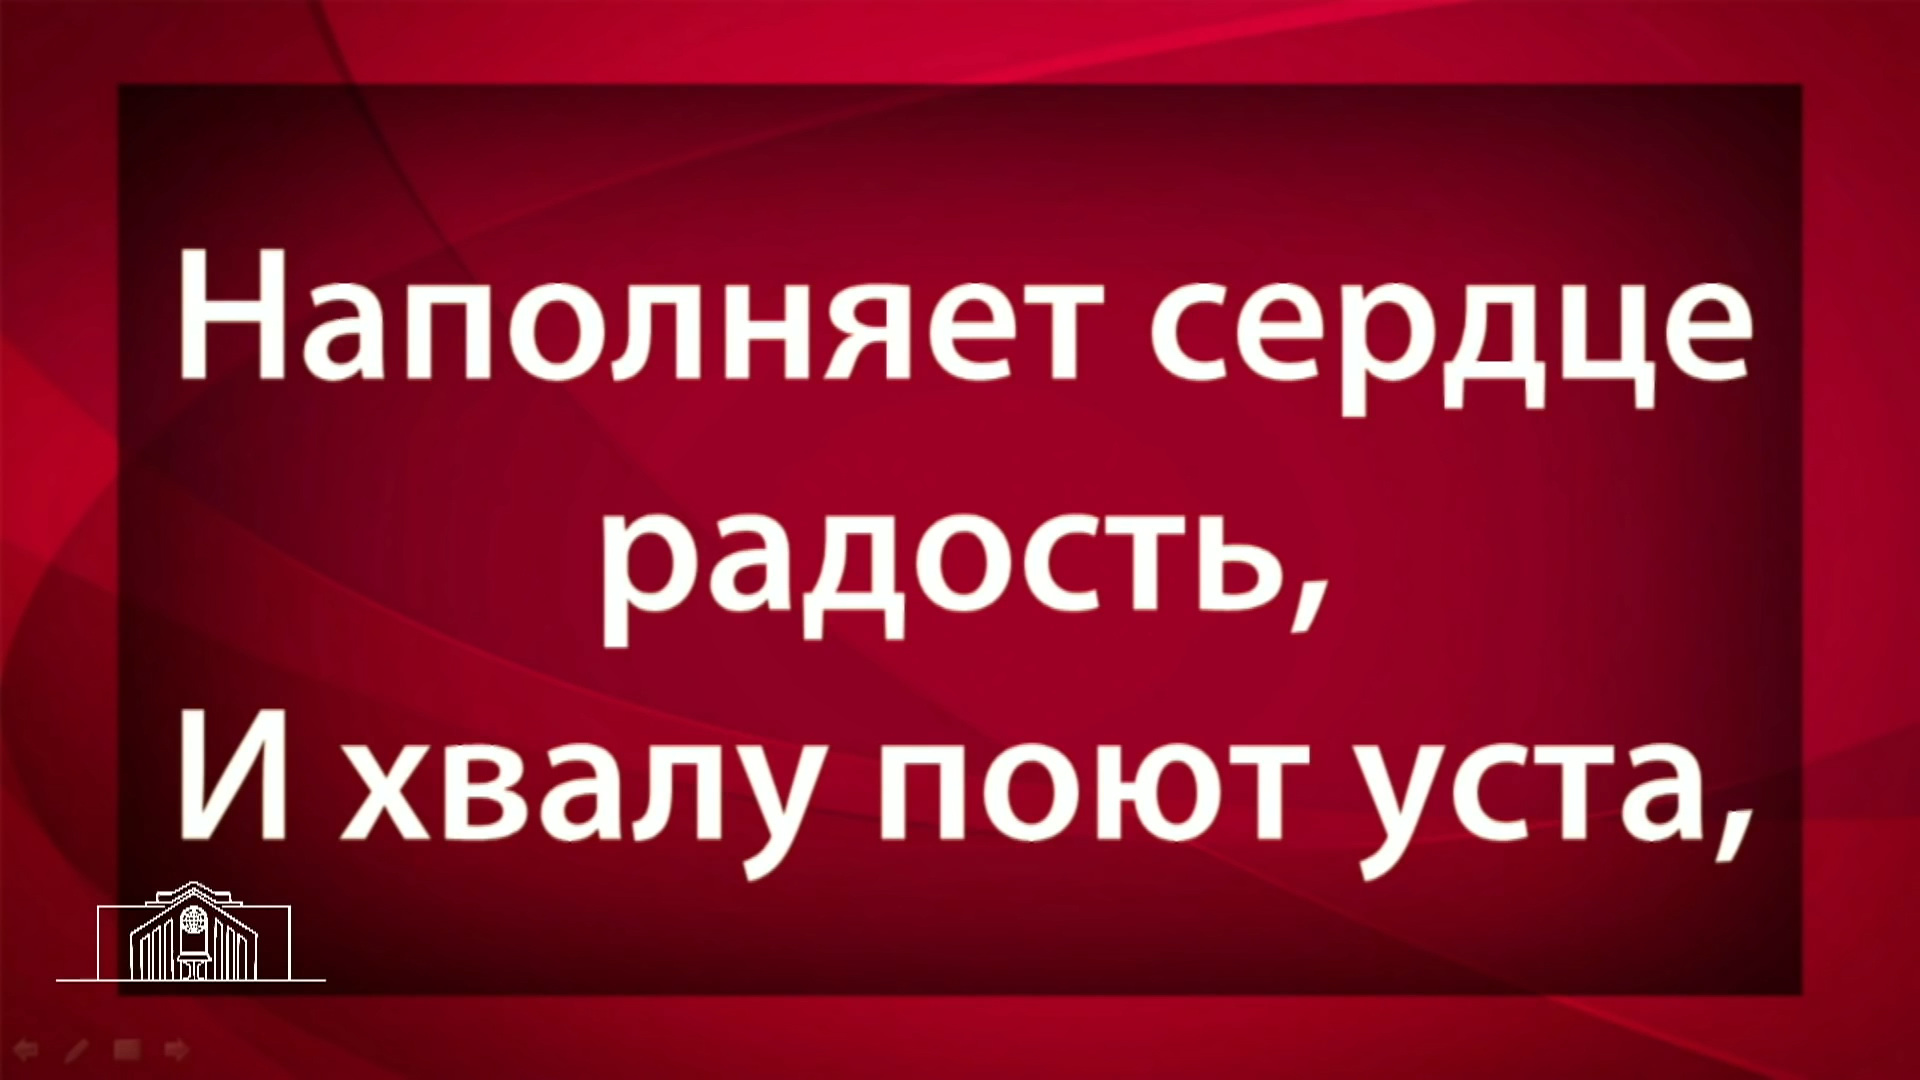 Наполняет сердце
радость,
И хвалу поют уста,